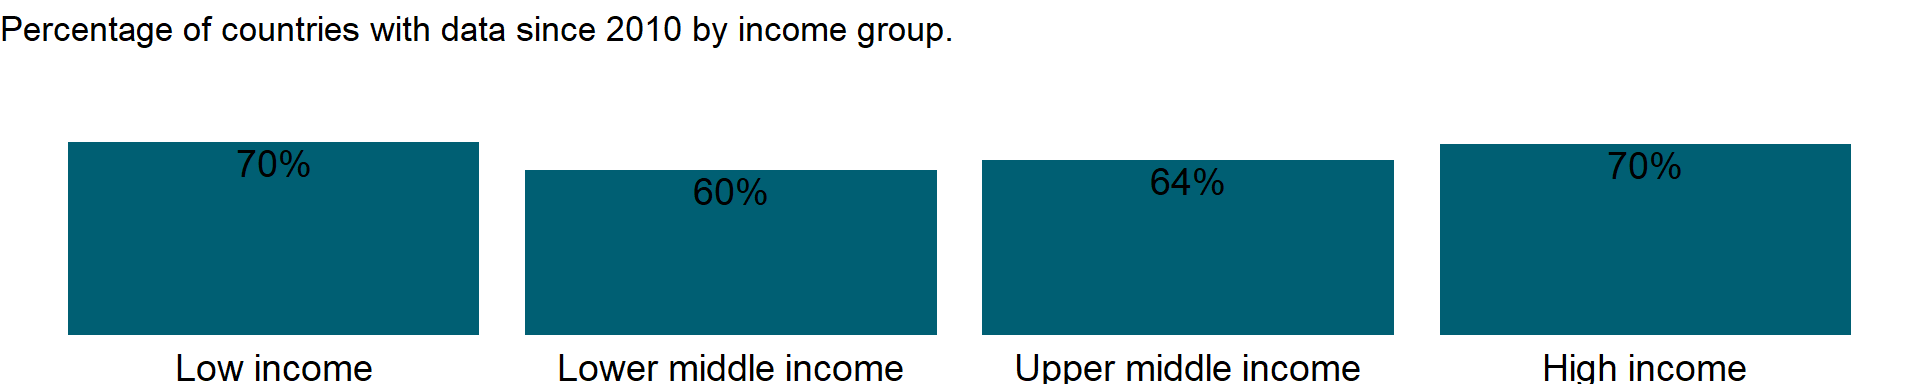 Percentage of countries with data since 2010 by income group.
70%
60%
64%
70%
Low income
Lower middle income
Upper middle income
High income